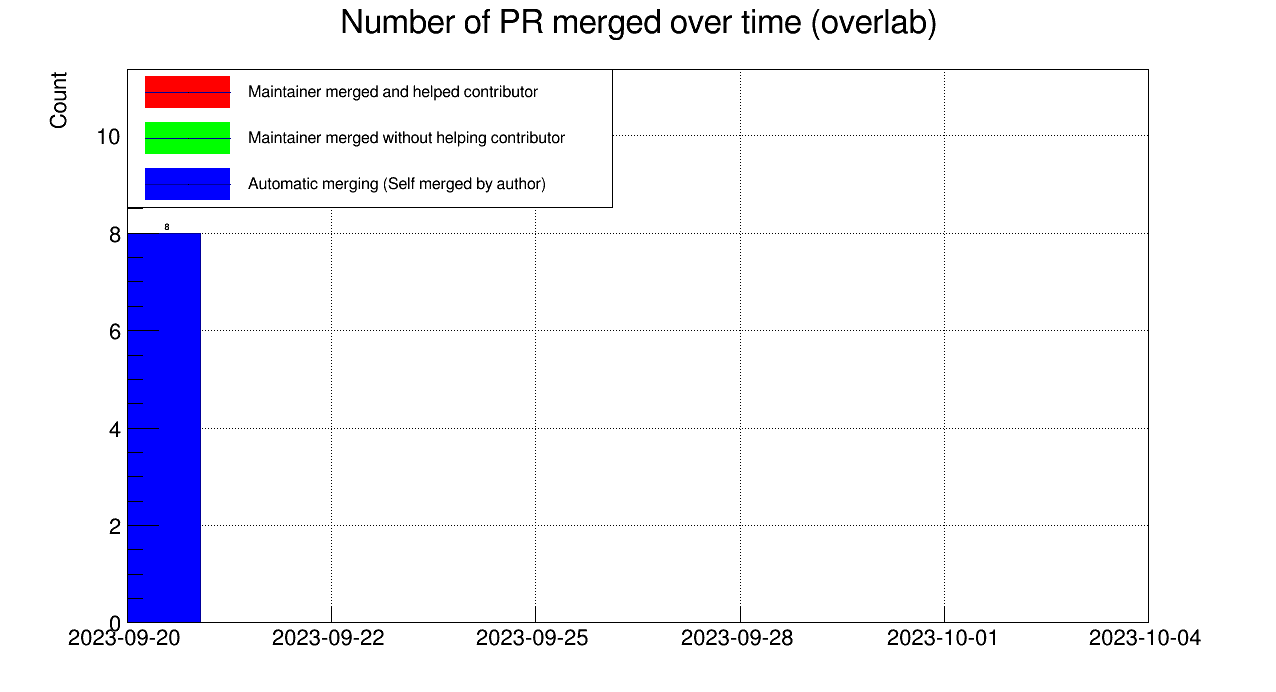 Number of PR merged over time (overlab)
Count
Maintainer merged and helped contributor
Maintainer merged without helping contributor
Automatic merging (Self merged by author)
10
8
8
6
4
2
0
2023-09-20 2023-09-22 2023-09-25 2023-09-28 2023-10-01 2023-10-04